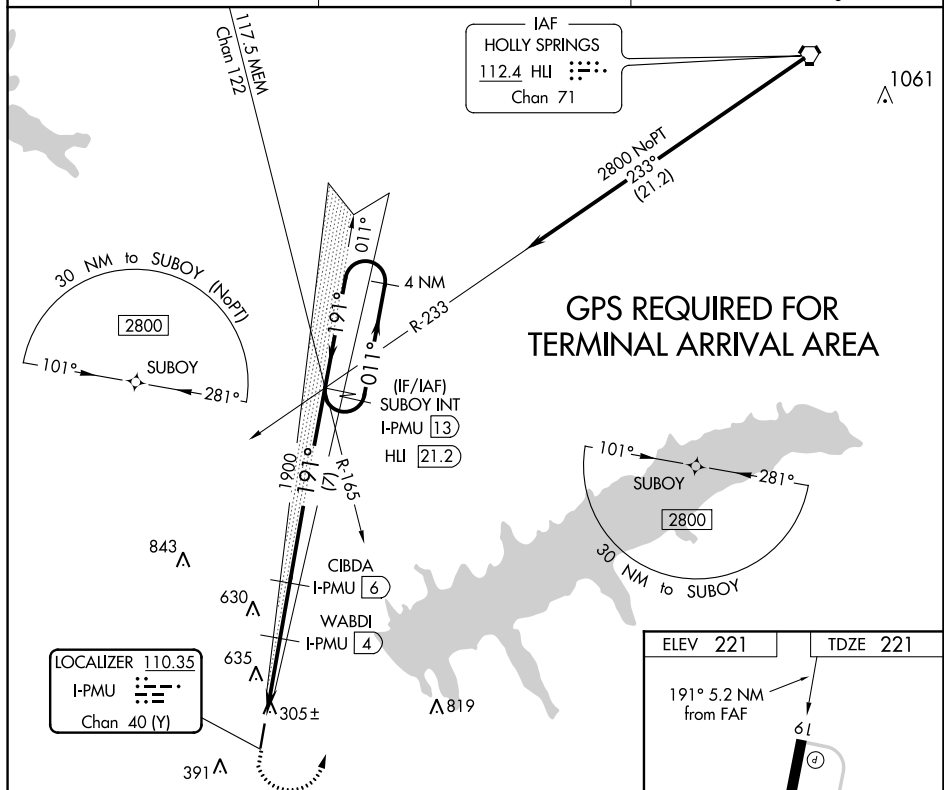 117.5 MEM
Chan 122
IAF
HOLLY SPRINGS
112.4 HLI
Chan 71
1061
2800 NoPT
233°
(21.2)
011°
191°
4 NM
R-233
011°
30 NM to SUBOY (NoPT)
2800
101°
SUBOY
281°
GPS REQUIRED FOR
TERMINAL ARRIVAL AREA
(IF/IAF)
SUBOY INT
I-PMU 13
HLI 21.2
1900
191°
(7)
R-165
101°
SUBOY
281°
2800
30 NM to SUBOY
843
CIBDA
I-PMU 6
630
WABDI
I-PMU 4
635
LOCALIZER 110.35
I-PMU
Chan 40 (Y)
305±
819
391
ELEV 221
TDZE 221
191° 5.2 NM
from FAF
19
P